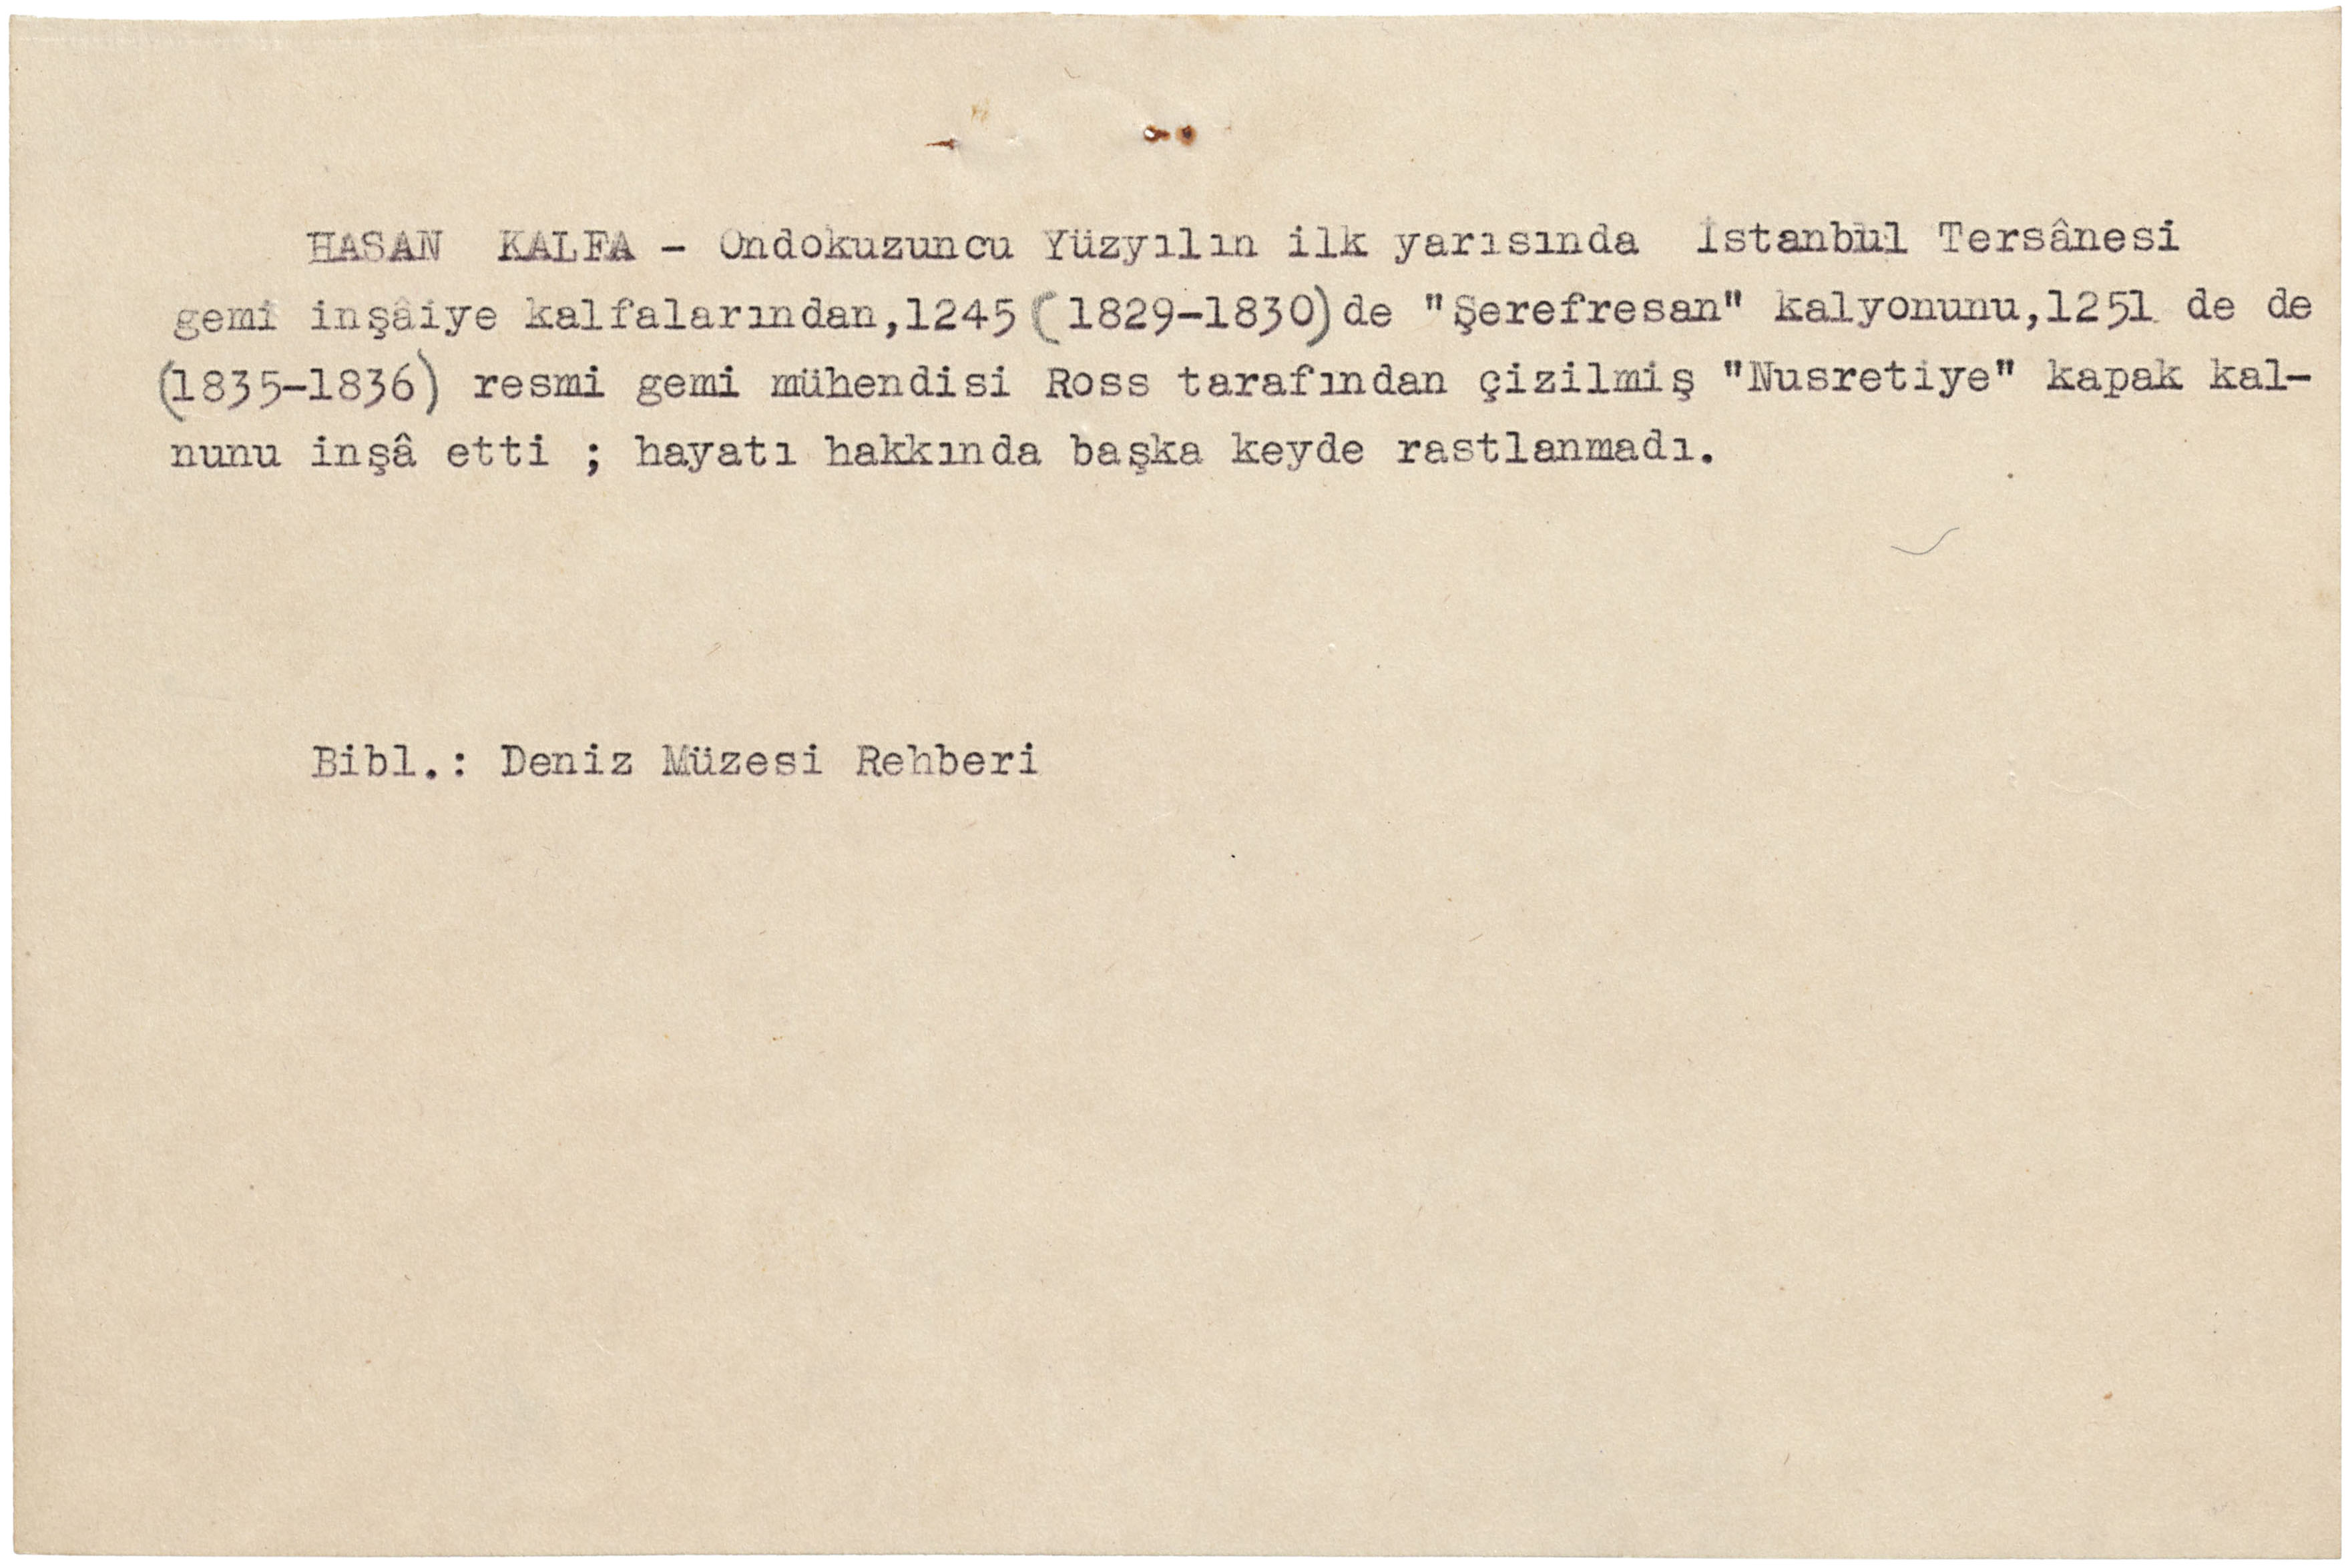 HASAN KALFA - Ondokuzuncu Yüzyılın ilk yarısında İstanbul Tersânesi
gemi inşâiye kalfalarından,1245 (1829-1830)de "Şerefresan" kalyonunu,1251 de de
(1835-1836) resmi gemi mühendisi Ross tarafından çizilmiş "Nusretiye" kapak kal-
nunu inşâ etti ; hayatı hakkında başka keyde rastlanmadı.
Bibl.: Deniz Müzesi Rehberi